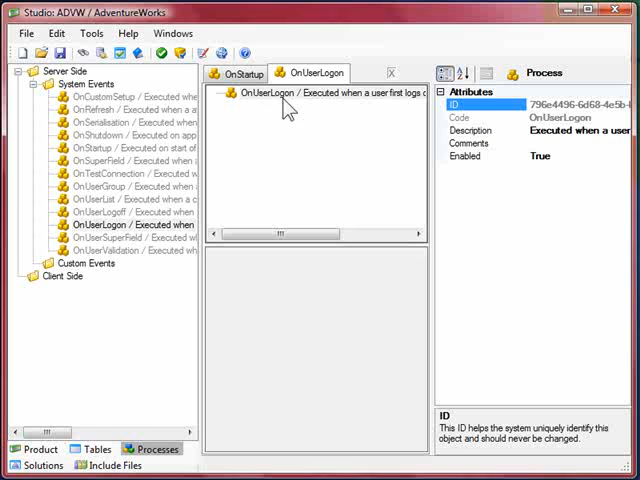 Studio: ADVW / AdventureWorks
File Edit Tools Help Windows
Server Side
System Events
OnCustomSetup / Executed whe
OnRefresh / Executed when a
OnSerialisation / Executed when
OnShutdown / Executed on app
OnStartup / Executed on start of
OnSuperField / Executed when
OnTestConnection / Executed w
OnUserGroup / Executed when
OnUserList / Executed when a c
OnUserLogoff / Executed when
OnUserLogon / Executed when
OnUserSuperField / Executed w
OnUserValidation / Executed wh
Custom Events
Client Side
Product Tables Processes
Solutions Include Files
OnStartup OnUserLogon X
OnUserLogon / Executed when a user first logs
Process
Attributes
ID 796e4496-6d68-4e5b-
Code OnUserLogon
Description Executed when a user
Comments
Enabled True
ID
This ID helps the system uniquely identify this
object and should never be changed.